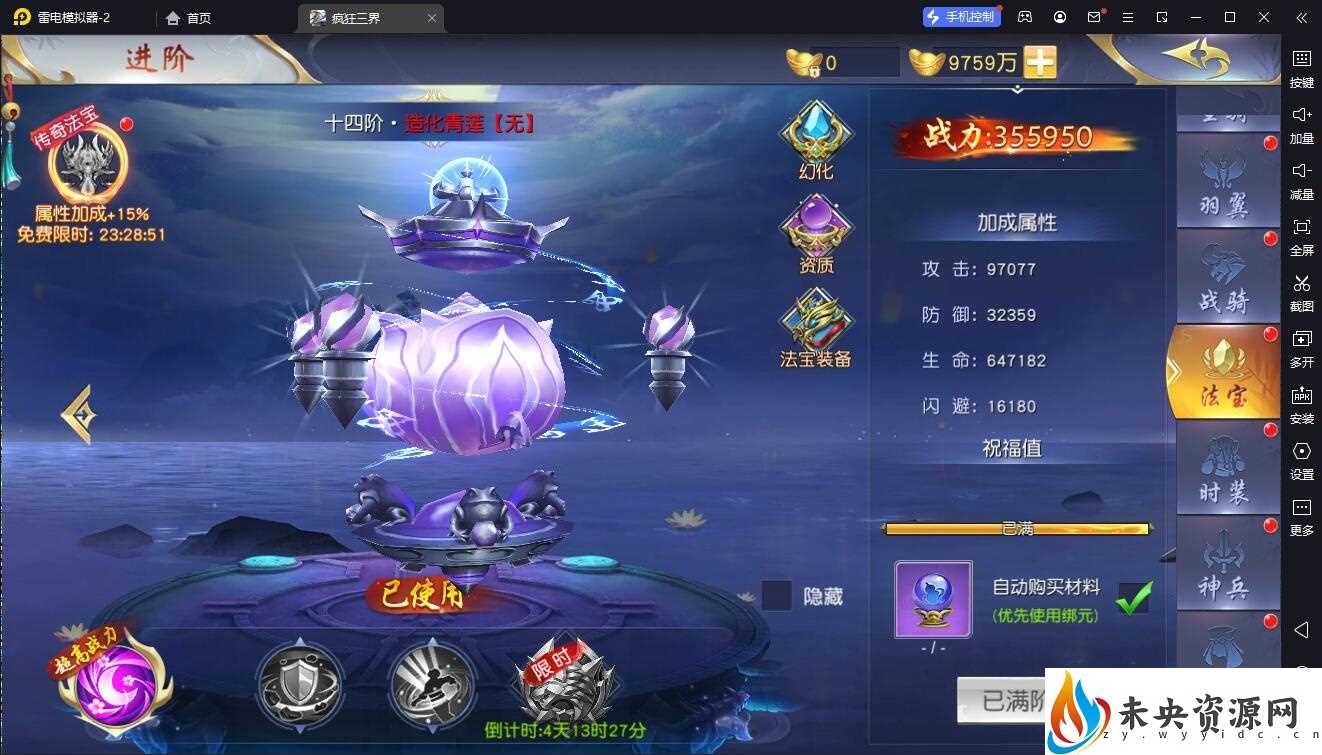 雷电模拟器-2
首页
疯狂三界
手机控制
进阶
0
9759万
按键
加量
减量
全屏
截图
多开
安装
设置
更多
传奇法宝
属性加成+15%
免费限时: 23:28:51
十四阶·造化青莲【无】
幻化
资质
法宝装备
战力:355950
加成属性
攻 击: 97077
防 御: 32359
生 命: 647182
闪 避: 16180
祝福值
已满
自动购买材料
(优先使用绑元)
- / -
已满阶
隐藏
已使用
超高战力
限时
倒计时:4天13时27分
羽翼
战骑
法宝
时装
神兵
未央资源网
zy.wyyidc.cn